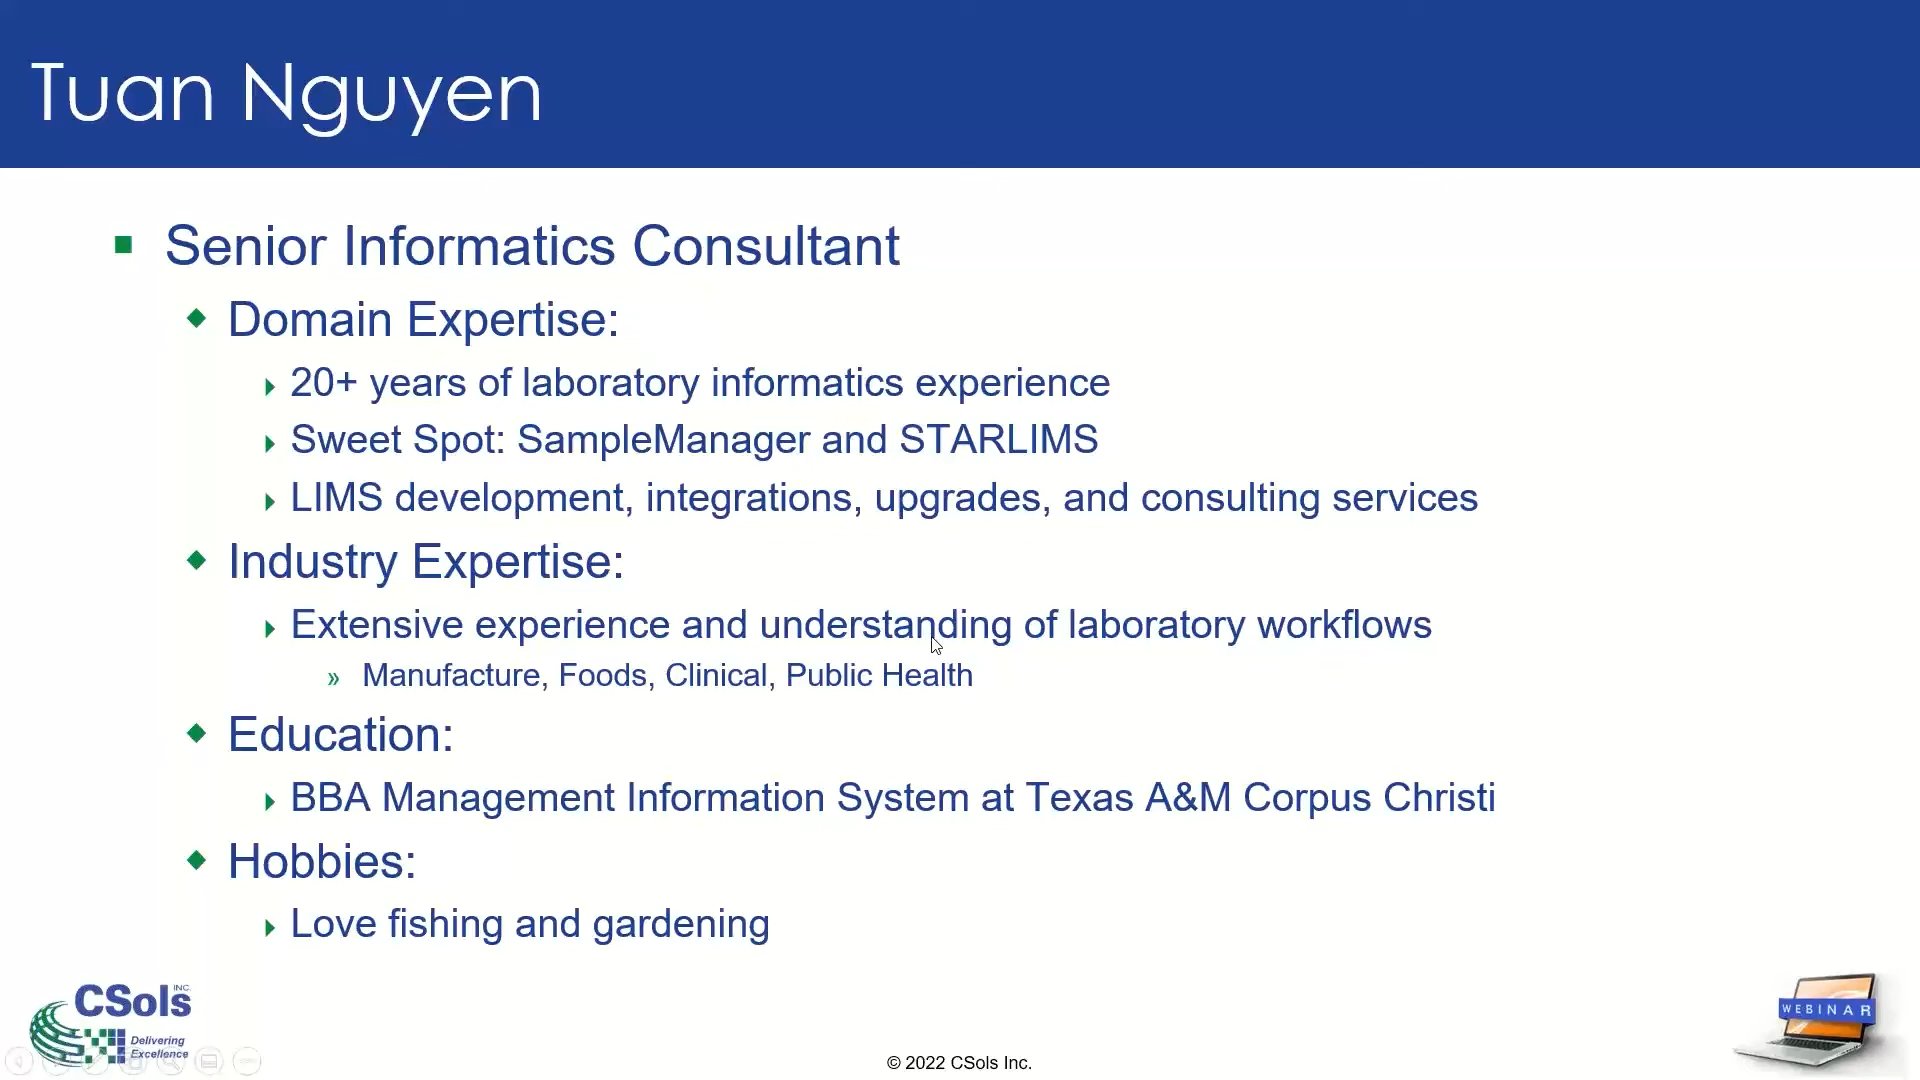 Tuan Nguyen
Senior Informatics Consultant
Domain Expertise:
20+ years of laboratory informatics experience
Sweet Spot: SampleManager and STARLIMS
LIMS development, integrations, upgrades, and consulting services
Industry Expertise:
Extensive experience and understanding of laboratory workflows
Manufacture, Foods, Clinical, Public Health
Education:
BBA Management Information System at Texas A&M Corpus Christi
Hobbies:
Love fishing and gardening
CSols INC.
Delivering
Excellence
© 2022 CSols Inc.
WEBINAR